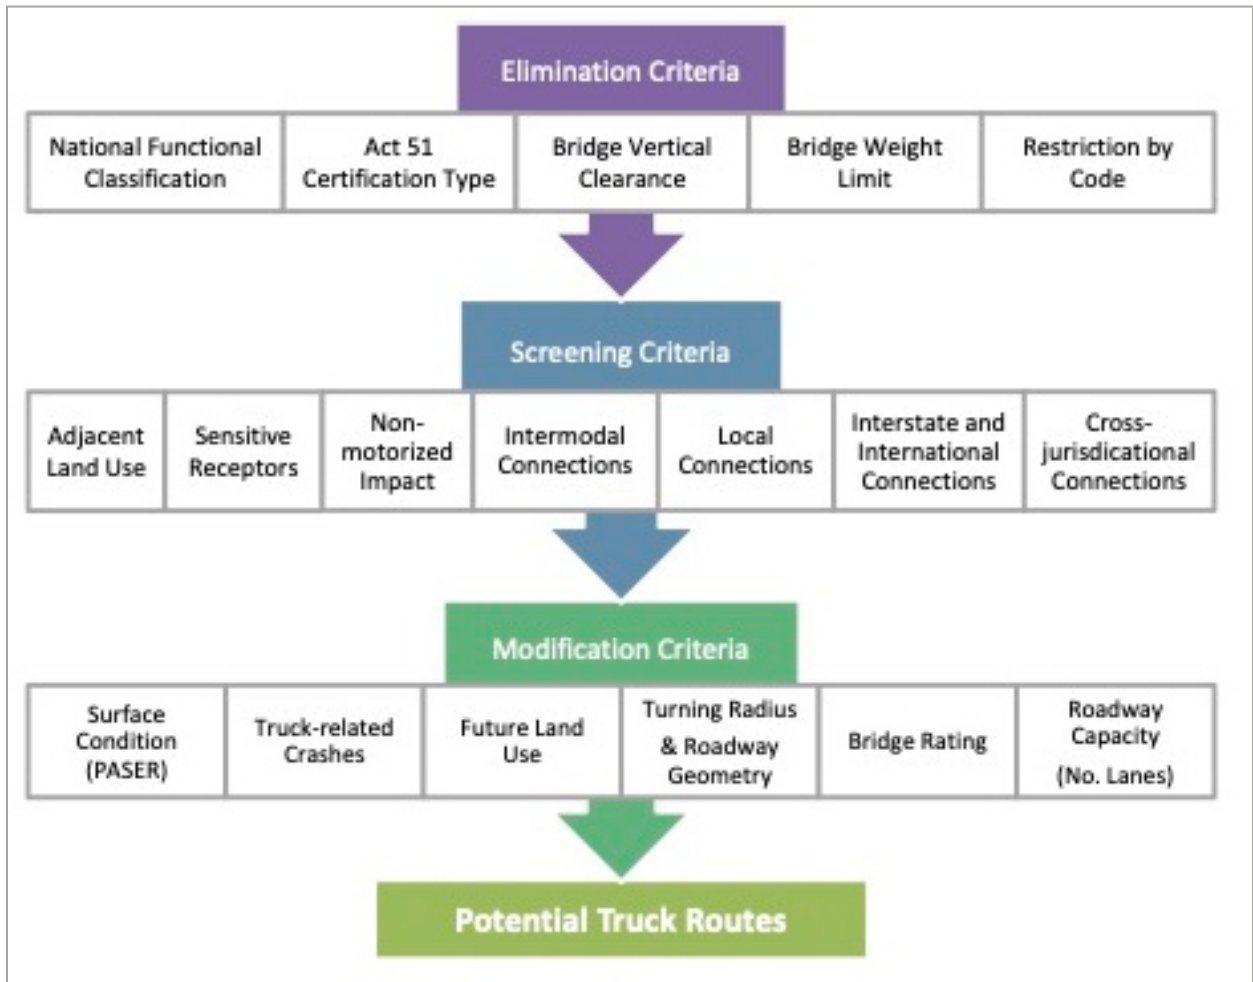 Elimination Criteria
National Functional
Classification
Act 51
Certification Type
Bridge Vertical
Clearance
Bridge Weight
Limit
Restriction by
Code
Screening Criteria
Adjacent
Land Use
Sensitive
Receptors
Non-
motorized
Impact
Intermodal
Connections
Local
Connections
Interstate and
International
Connections
Cross-
jurisdicational
Connections
Modification Criteria
Surface
Condition
(PASER)
Truck-related
Crashes
Future Land
Use
Turning Radius
& Roadway
Geometry
Bridge Rating
Roadway
Capacity
(No. Lanes)
Potential Truck Routes